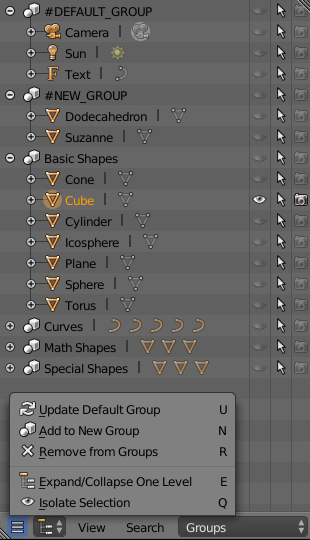 #DEFAULT_GROUP
Camera
Sun
Text
#NEW_GROUP
Dodecahedron
Suzanne
Basic Shapes
Cone
Cube
Cylinder
Icosphere
Plane
Sphere
Torus
Curves
Math Shapes
Special Shapes
Update Default Group U
Add to New Group N
Remove from Groups R
Expand/Collapse One Level E
Isolate Selection Q
View Search Groups